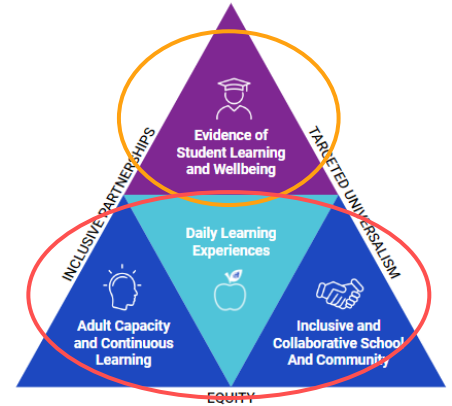 Evidence of
Student Learning
and Wellbeing
INCLUSIVE PARTNERSHIPS
TARGETED UNIVERSALISM
Daily Learning
Experiences
Adult Capacity
and Continuous
Learning
Inclusive and
Collaborative School
And Community
EQUITY